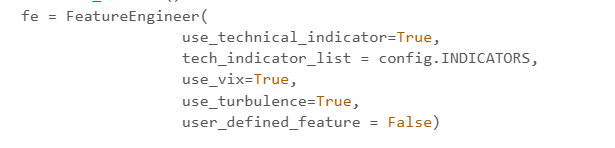 fe = FeatureEngineer(
use_technical_indicator=True,
tech_indicator_list = config.INDICATORS,
use_vix=True,
use_turbulence=True,
user_defined_feature = False)